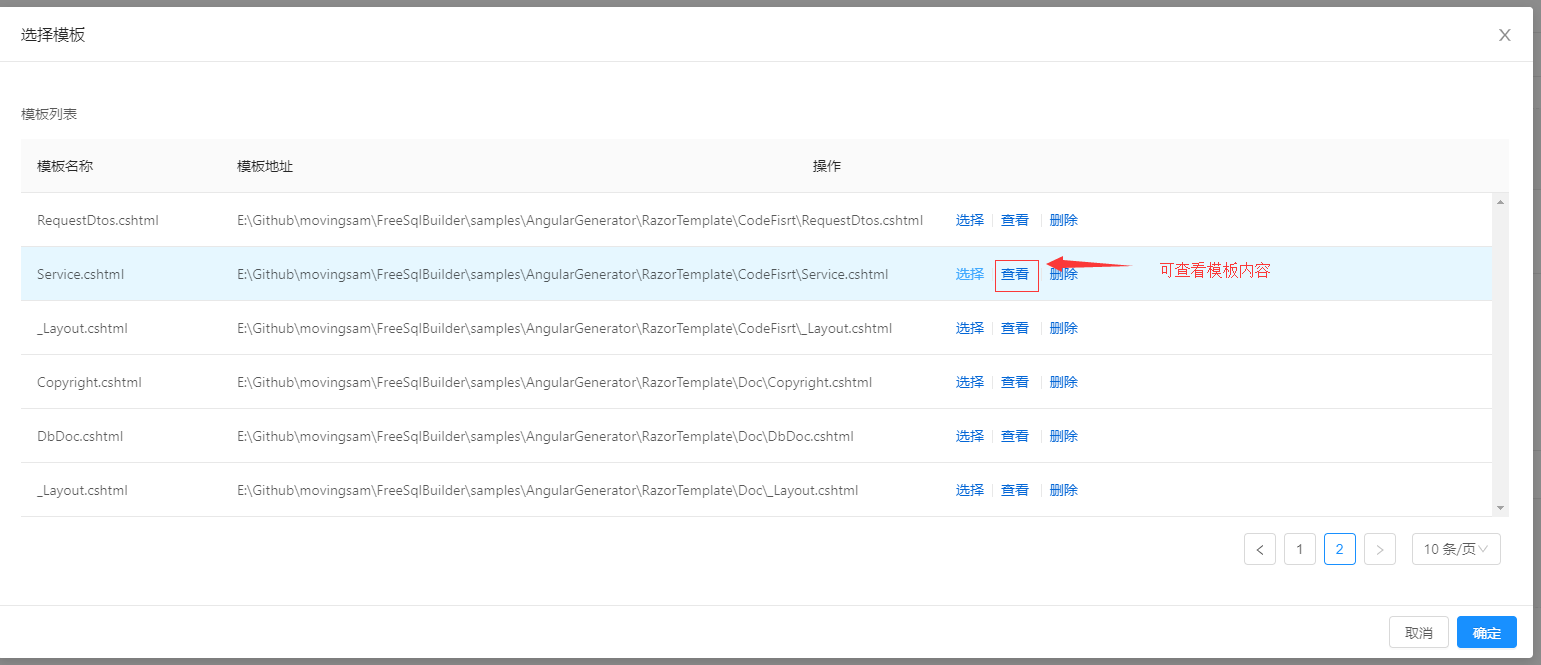 选择模板
模板列表
模板名称 模板地址 操作
RequestDtos.cshtml E:\Github\movingsam\FreeSqlBuilder\samples\AngularGenerator\RazorTemplate\CodeFisrt\RequestDtos.cshtml 选择 查看 删除
Service.cshtml E:\Github\movingsam\FreeSqlBuilder\samples\AngularGenerator\RazorTemplate\CodeFisrt\Service.cshtml 选择 查看 删除 可查看模板内容
_Layout.cshtml E:\Github\movingsam\FreeSqlBuilder\samples\AngularGenerator\RazorTemplate\CodeFisrt\_Layout.cshtml 选择 查看 删除
Copyright.cshtml E:\Github\movingsam\FreeSqlBuilder\samples\AngularGenerator\RazorTemplate\Doc\Copyright.cshtml 选择 查看 删除
DbDoc.cshtml E:\Github\movingsam\FreeSqlBuilder\samples\AngularGenerator\RazorTemplate\Doc\DbDoc.cshtml 选择 查看 删除
_Layout.cshtml E:\Github\movingsam\FreeSqlBuilder\samples\AngularGenerator\RazorTemplate\Doc\_Layout.cshtml 选择 查看 删除
< 1 2 > 10 条/页
取消 确定